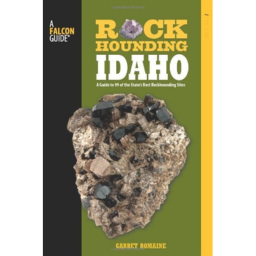 A
FALCON
GUIDE®
ROCK
HOUNDING
IDAHO
A Guide to 99 of the State's Best Rockhounding Sites
GARRET ROMAINE